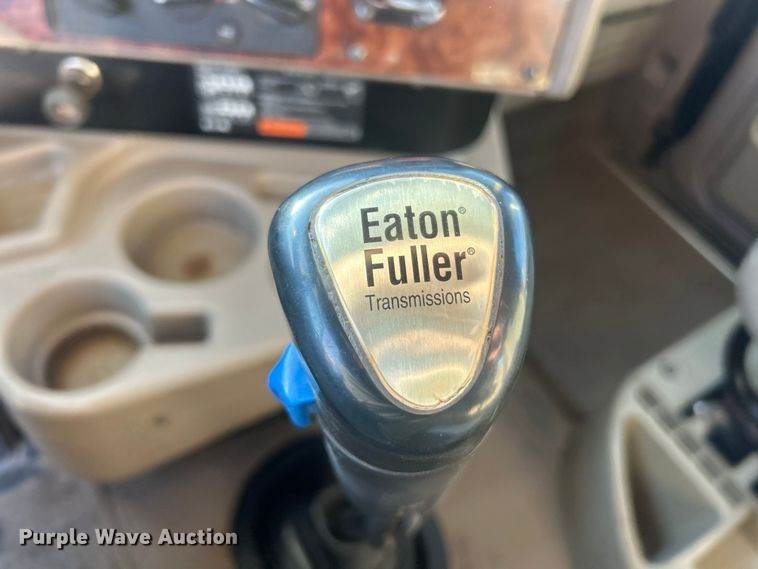 Eaton®
Fuller®
Transmissions
Purple Wave Auction